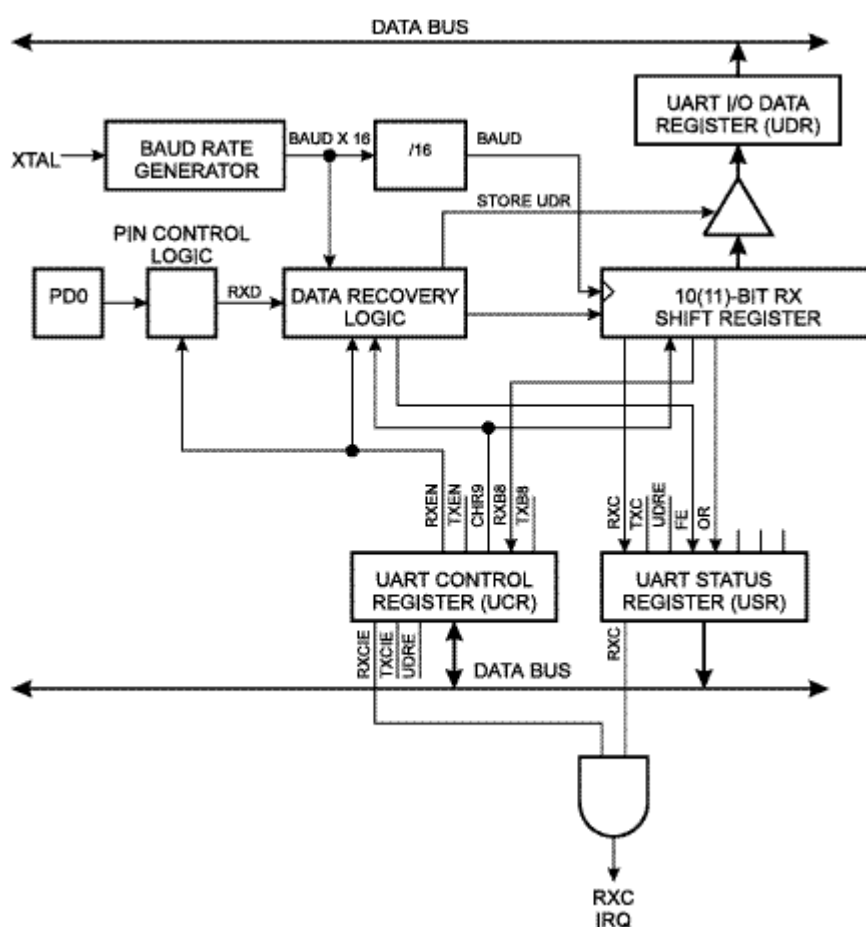 DATA BUS
UART I/O DATA
REGISTER (UDR)
XTAL
BAUD RATE
GENERATOR
BAUD X 16
/16
BAUD
STORE UDR
PIN CONTROL
LOGIC
PD0
RXD
DATA RECOVERY
LOGIC
10(11)-BIT RX
SHIFT REGISTER
RXEN
TXEN
CHR9
RXB8
TXB8
RXC
TXC
UDRE
FE
OR
UART CONTROL
REGISTER (UCR)
UART STATUS
REGISTER (USR)
RXCIE
TXCIE
UDRE
RXC
DATA BUS
RXC
IRQ